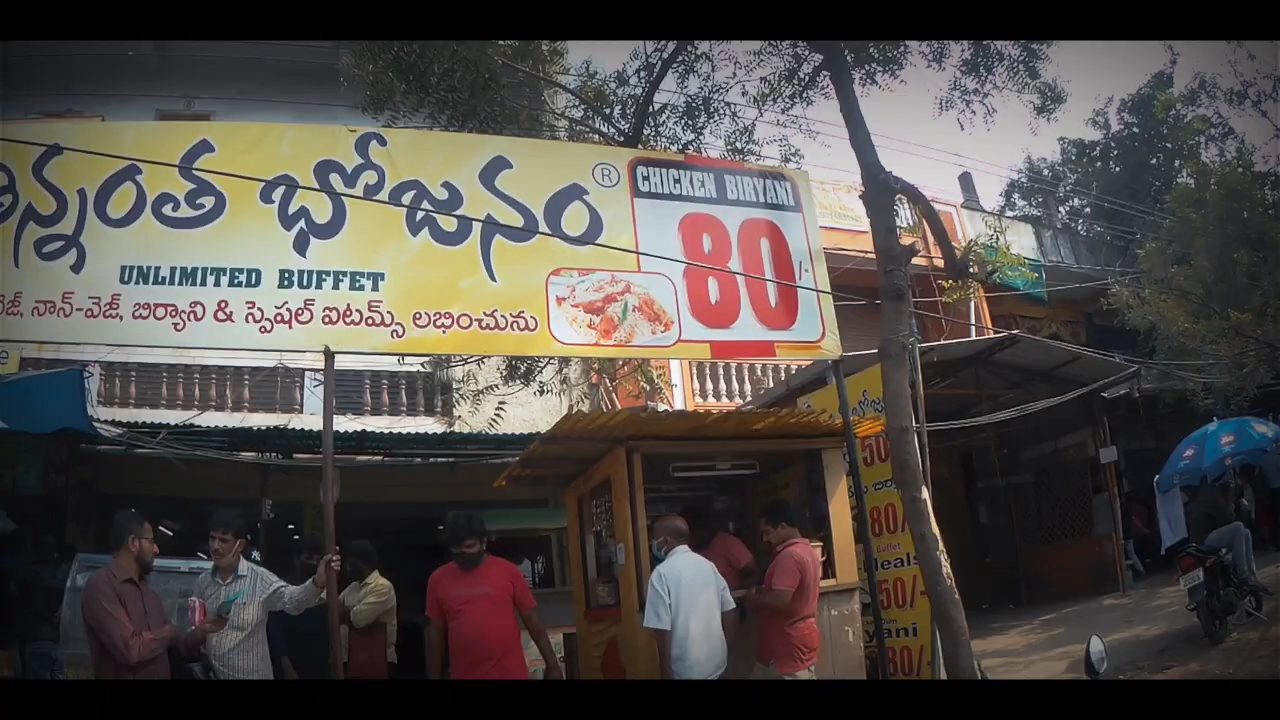 తిన్నంత భోజనం ®
CHICKEN BIRYANI
80/-
UNLIMITED BUFFET
వెజ్, నాన్-వెజ్, బిర్యాని & స్పెషల్ ఐటమ్స్ లభించును
భోజ
50
80/
Buffet
Meals
50/-
yani
80/-